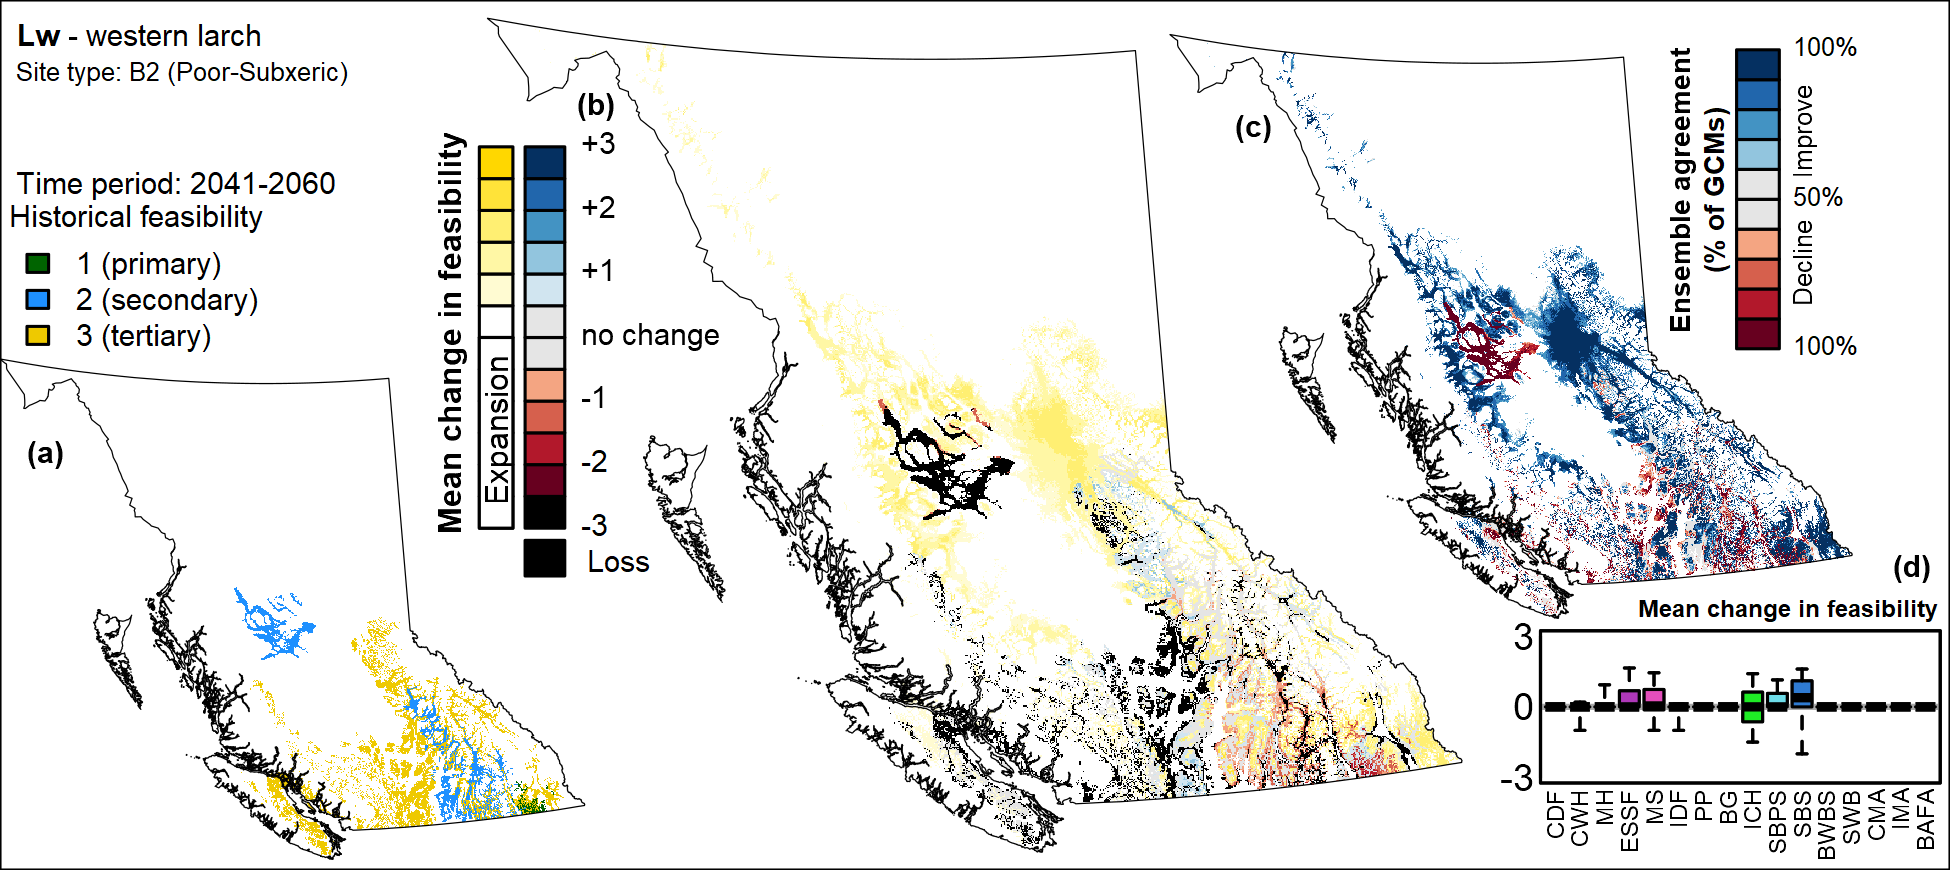 Lw - western larch
Site type: B2 (Poor-Subxeric)
Time period: 2041-2060
Historical feasibility
1 (primary)
2 (secondary)
3 (tertiary)
(a)
(b)
Mean change in feasibility
Expansion
+3
+2
+1
no change
-1
-2
-3
Loss
(c)
Ensemble agreement
(% of GCMs)
100%
Improve
50%
Decline
100%
(d)
Mean change in feasibility
3
0
-3
CDF
CWH
MH
ESSF
MS
IDF
PP
BG
ICH
SBPS
SBS
BWBS
SWB
CMA
IMA
BAFA